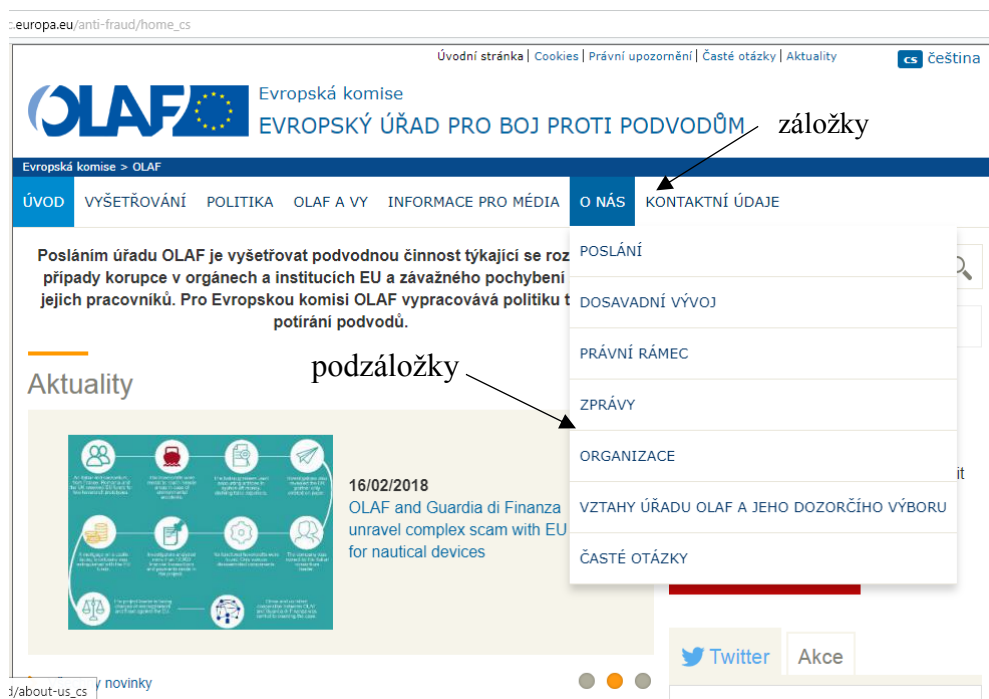 c.europa.eu/anti-fraud/home_cs
Úvodní stránka | Cookies | Právní upozornění | Časté otázky | Aktuality
cs čeština
OLAF
Evropská komise
EVROPSKÝ ÚŘAD PRO BOJ PROTI PODVODŮM
záložky
Evropská komise > OLAF
ÚVOD VYŠETŘOVÁNÍ POLITIKA OLAF A VY INFORMACE PRO MÉDIA O NÁS KONTAKTNÍ ÚDAJE
Posláním úřadu OLAF je vyšetřovat podvodnou činnost týkající se roz
případy korupce v orgánech a institucích EU a závažného pochybení
jejich pracovníků. Pro Evropskou komisi OLAF vypracovává politiku t
potírání podvodů.
POSLÁNÍ
DOSAVADNÍ VÝVOJ
PRÁVNÍ RÁMEC
ZPRÁVY
ORGANIZACE
VZTAHY ÚŘADU OLAF A JEHO DOZORČÍHO VÝBORU
ČASTÉ OTÁZKY
podzáložky
Aktuality
16/02/2018
OLAF and Guardia di Finanza
unravel complex scam with EU
for nautical devices
it
Twitter Akce
y novinky
d/about-us_cs